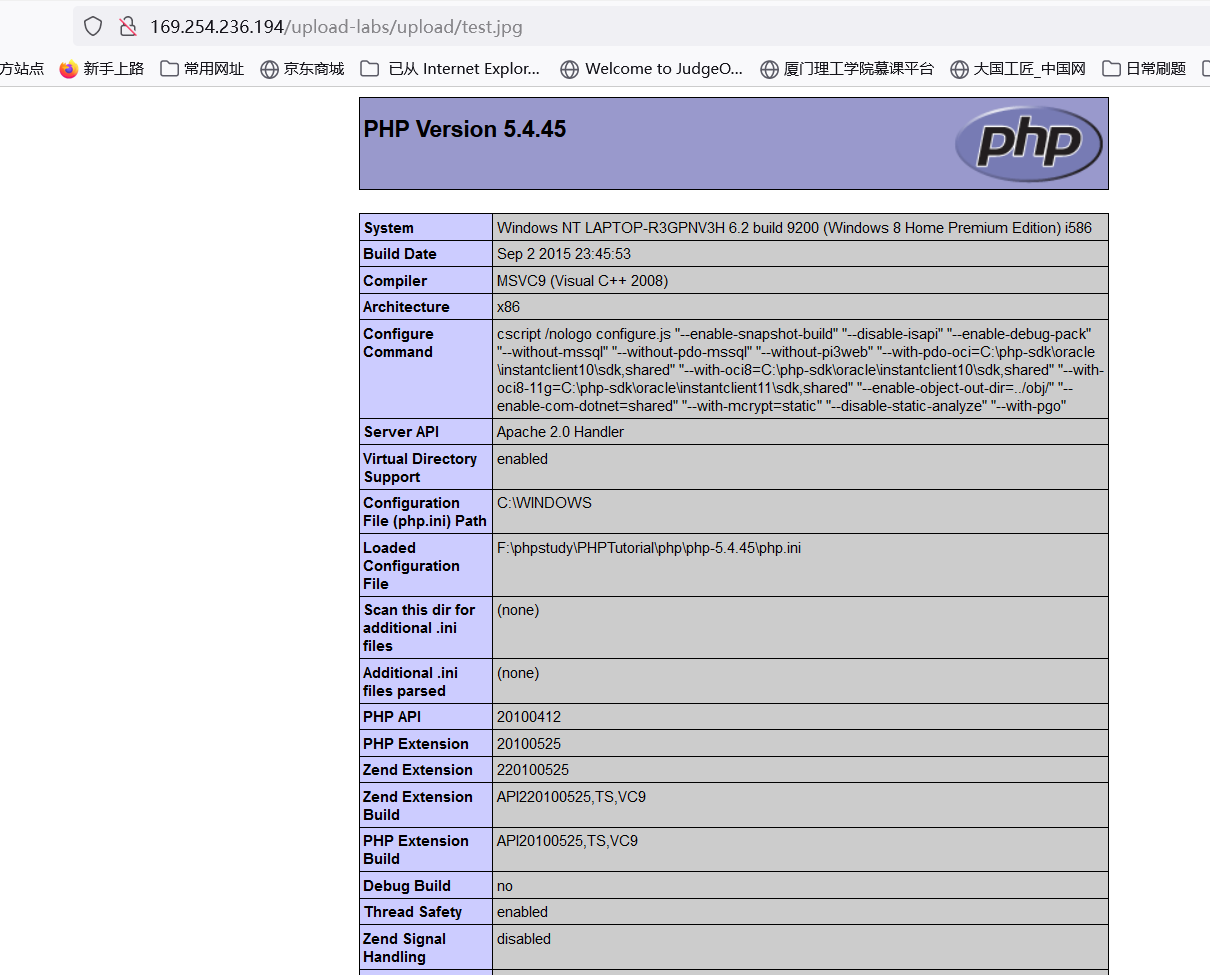 169.254.236.194/upload-labs/upload/test.jpg
方站点 新手上路 常用网址 京东商城 已从 Internet Explor... Welcome to JudgeO... 厦门理工学院慕课平台 大国工匠_中国网 日常刷题
PHP Version 5.4.45
php
System Windows NT LAPTOP-R3GPNV3H 6.2 build 9200 (Windows 8 Home Premium Edition) i586
Build Date Sep 2 2015 23:45:53
Compiler MSVC9 (Visual C++ 2008)
Architecture x86
Configure Command
cscript /nologo configure.js "--enable-snapshot-build" "--disable-isapi" "--enable-debug-pack"
"--without-mssql" "--without-pdo-mssql" "--without-pi3web" "--with-pdo-oci=C:\php-sdk\oracle
\instantclient10\sdk,shared" "--with-oci8=C:\php-sdk\oracle\instantclient10\sdk,shared" "--with-
oci8-11g=C:\php-sdk\oracle\instantclient11\sdk,shared" "--enable-object-out-dir=../obj/" "--
enable-com-dotnet=shared" "--with-mcrypt=static" "--disable-static-analyze" "--with-pgo"
Server API Apache 2.0 Handler
Virtual Directory
Support
enabled
Configuration
File (php.ini) Path
C:\WINDOWS
Loaded
Configuration
File
F:\phpstudy\PHPTutorial\php\php-5.4.45\php.ini
Scan this dir for
additional .ini
files
(none)
Additional .ini
files parsed
(none)
PHP API 20100412
PHP Extension 20100525
Zend Extension 220100525
Zend Extension
Build
API220100525,TS,VC9
PHP Extension
Build
API20100525,TS,VC9
Debug Build no
Thread Safety enabled
Zend Signal
Handling
disabled